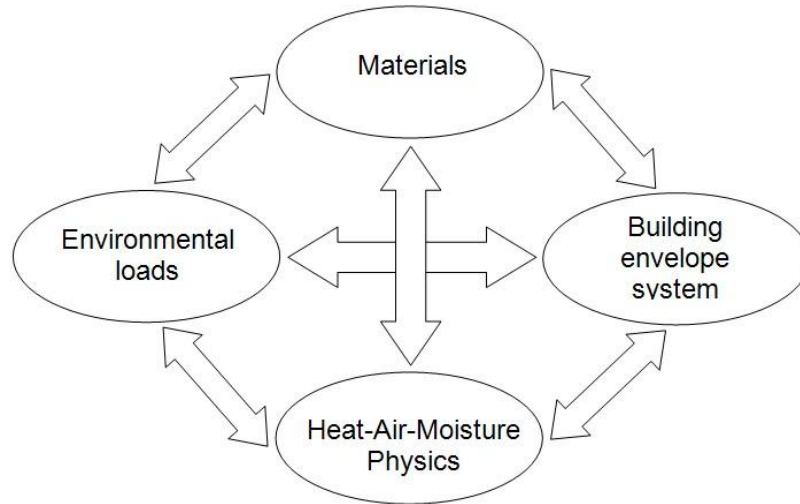 Materials
Environmental
loads
Building
envelope
system
Heat-Air-Moisture
Physics